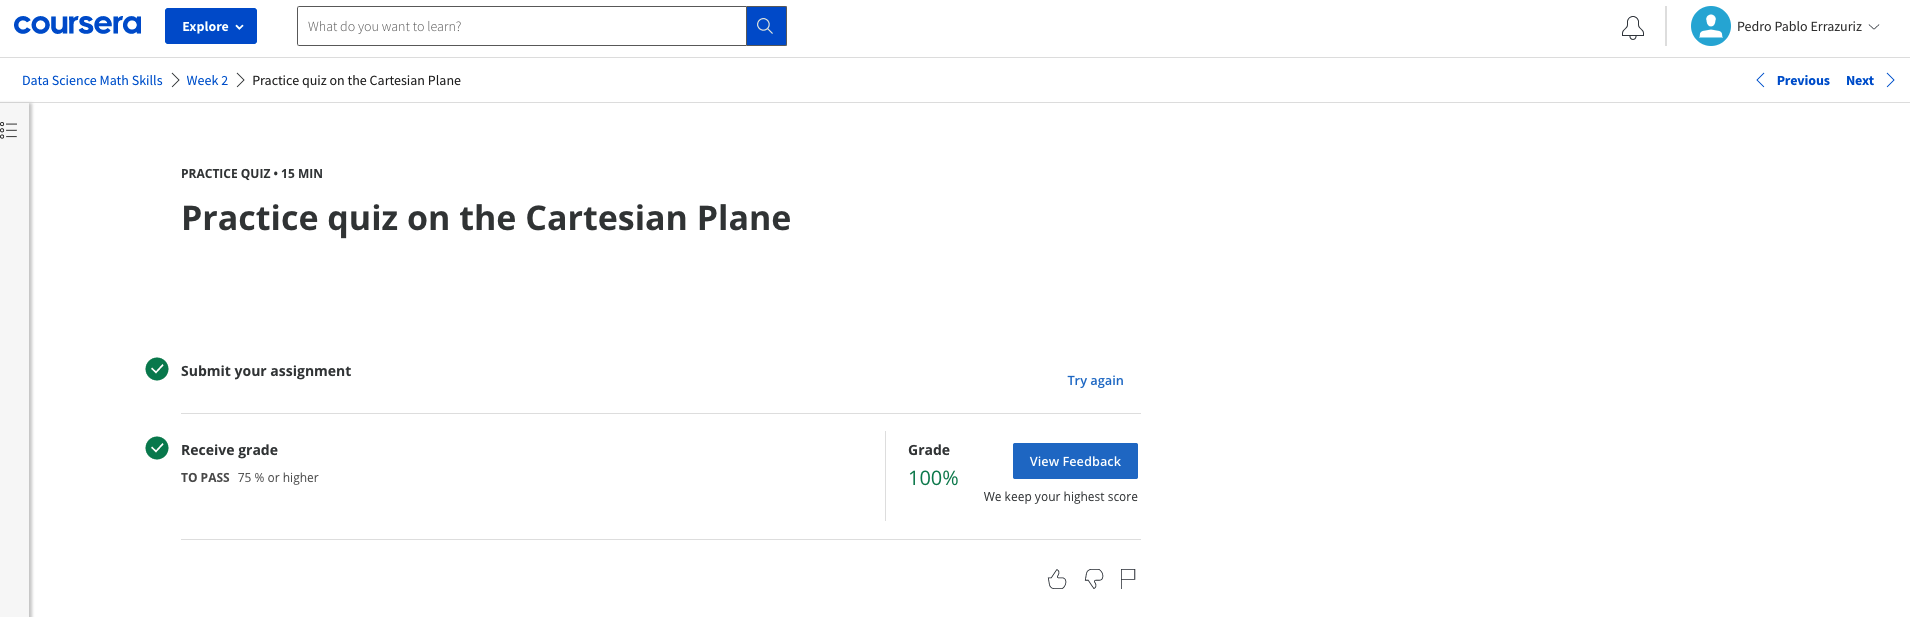 coursera Explore What do you want to learn? Pedro Pablo Errazuriz
Data Science Math Skills Week 2 Practice quiz on the Cartesian Plane Previous Next
PRACTICE QUIZ • 15 MIN
Practice quiz on the Cartesian Plane
Submit your assignment
Try again
Receive grade
TO PASS 75 % or higher
Grade
100%
View Feedback
We keep your highest score